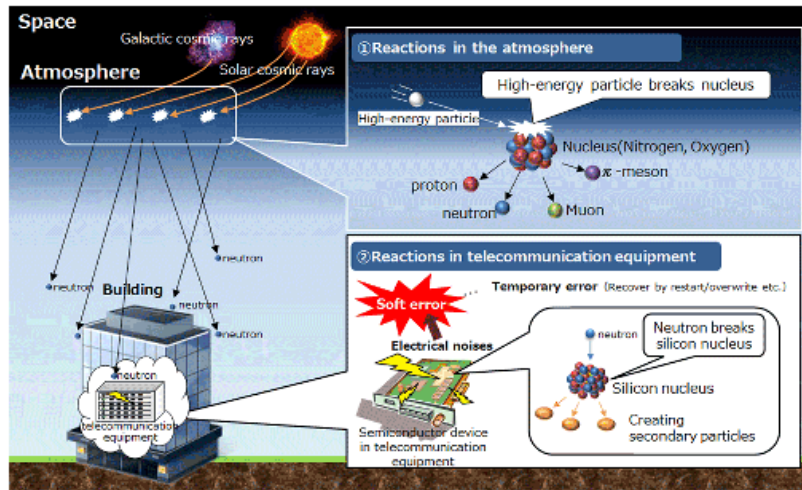 Space
Galactic cosmic rays
Solar cosmic rays
Atmosphere
neutron
neutron
Building
neutron
neutron
neutron
telecommunication
equipment
①Reactions in the atmosphere
High-energy particle breaks nucleus
High-energy particle
Nucleus(Nitrogen, Oxygen)
π-meson
proton
neutron
Muon
②Reactions in telecommunication equipment
Temporary error (Recover by restart/overwrite etc.)
Soft error
Electrical noises
neutron
Neutron breaks
silicon nucleus
Silicon nucleus
Creating
secondary particles
Semiconductor device
in telecommunication
equipment